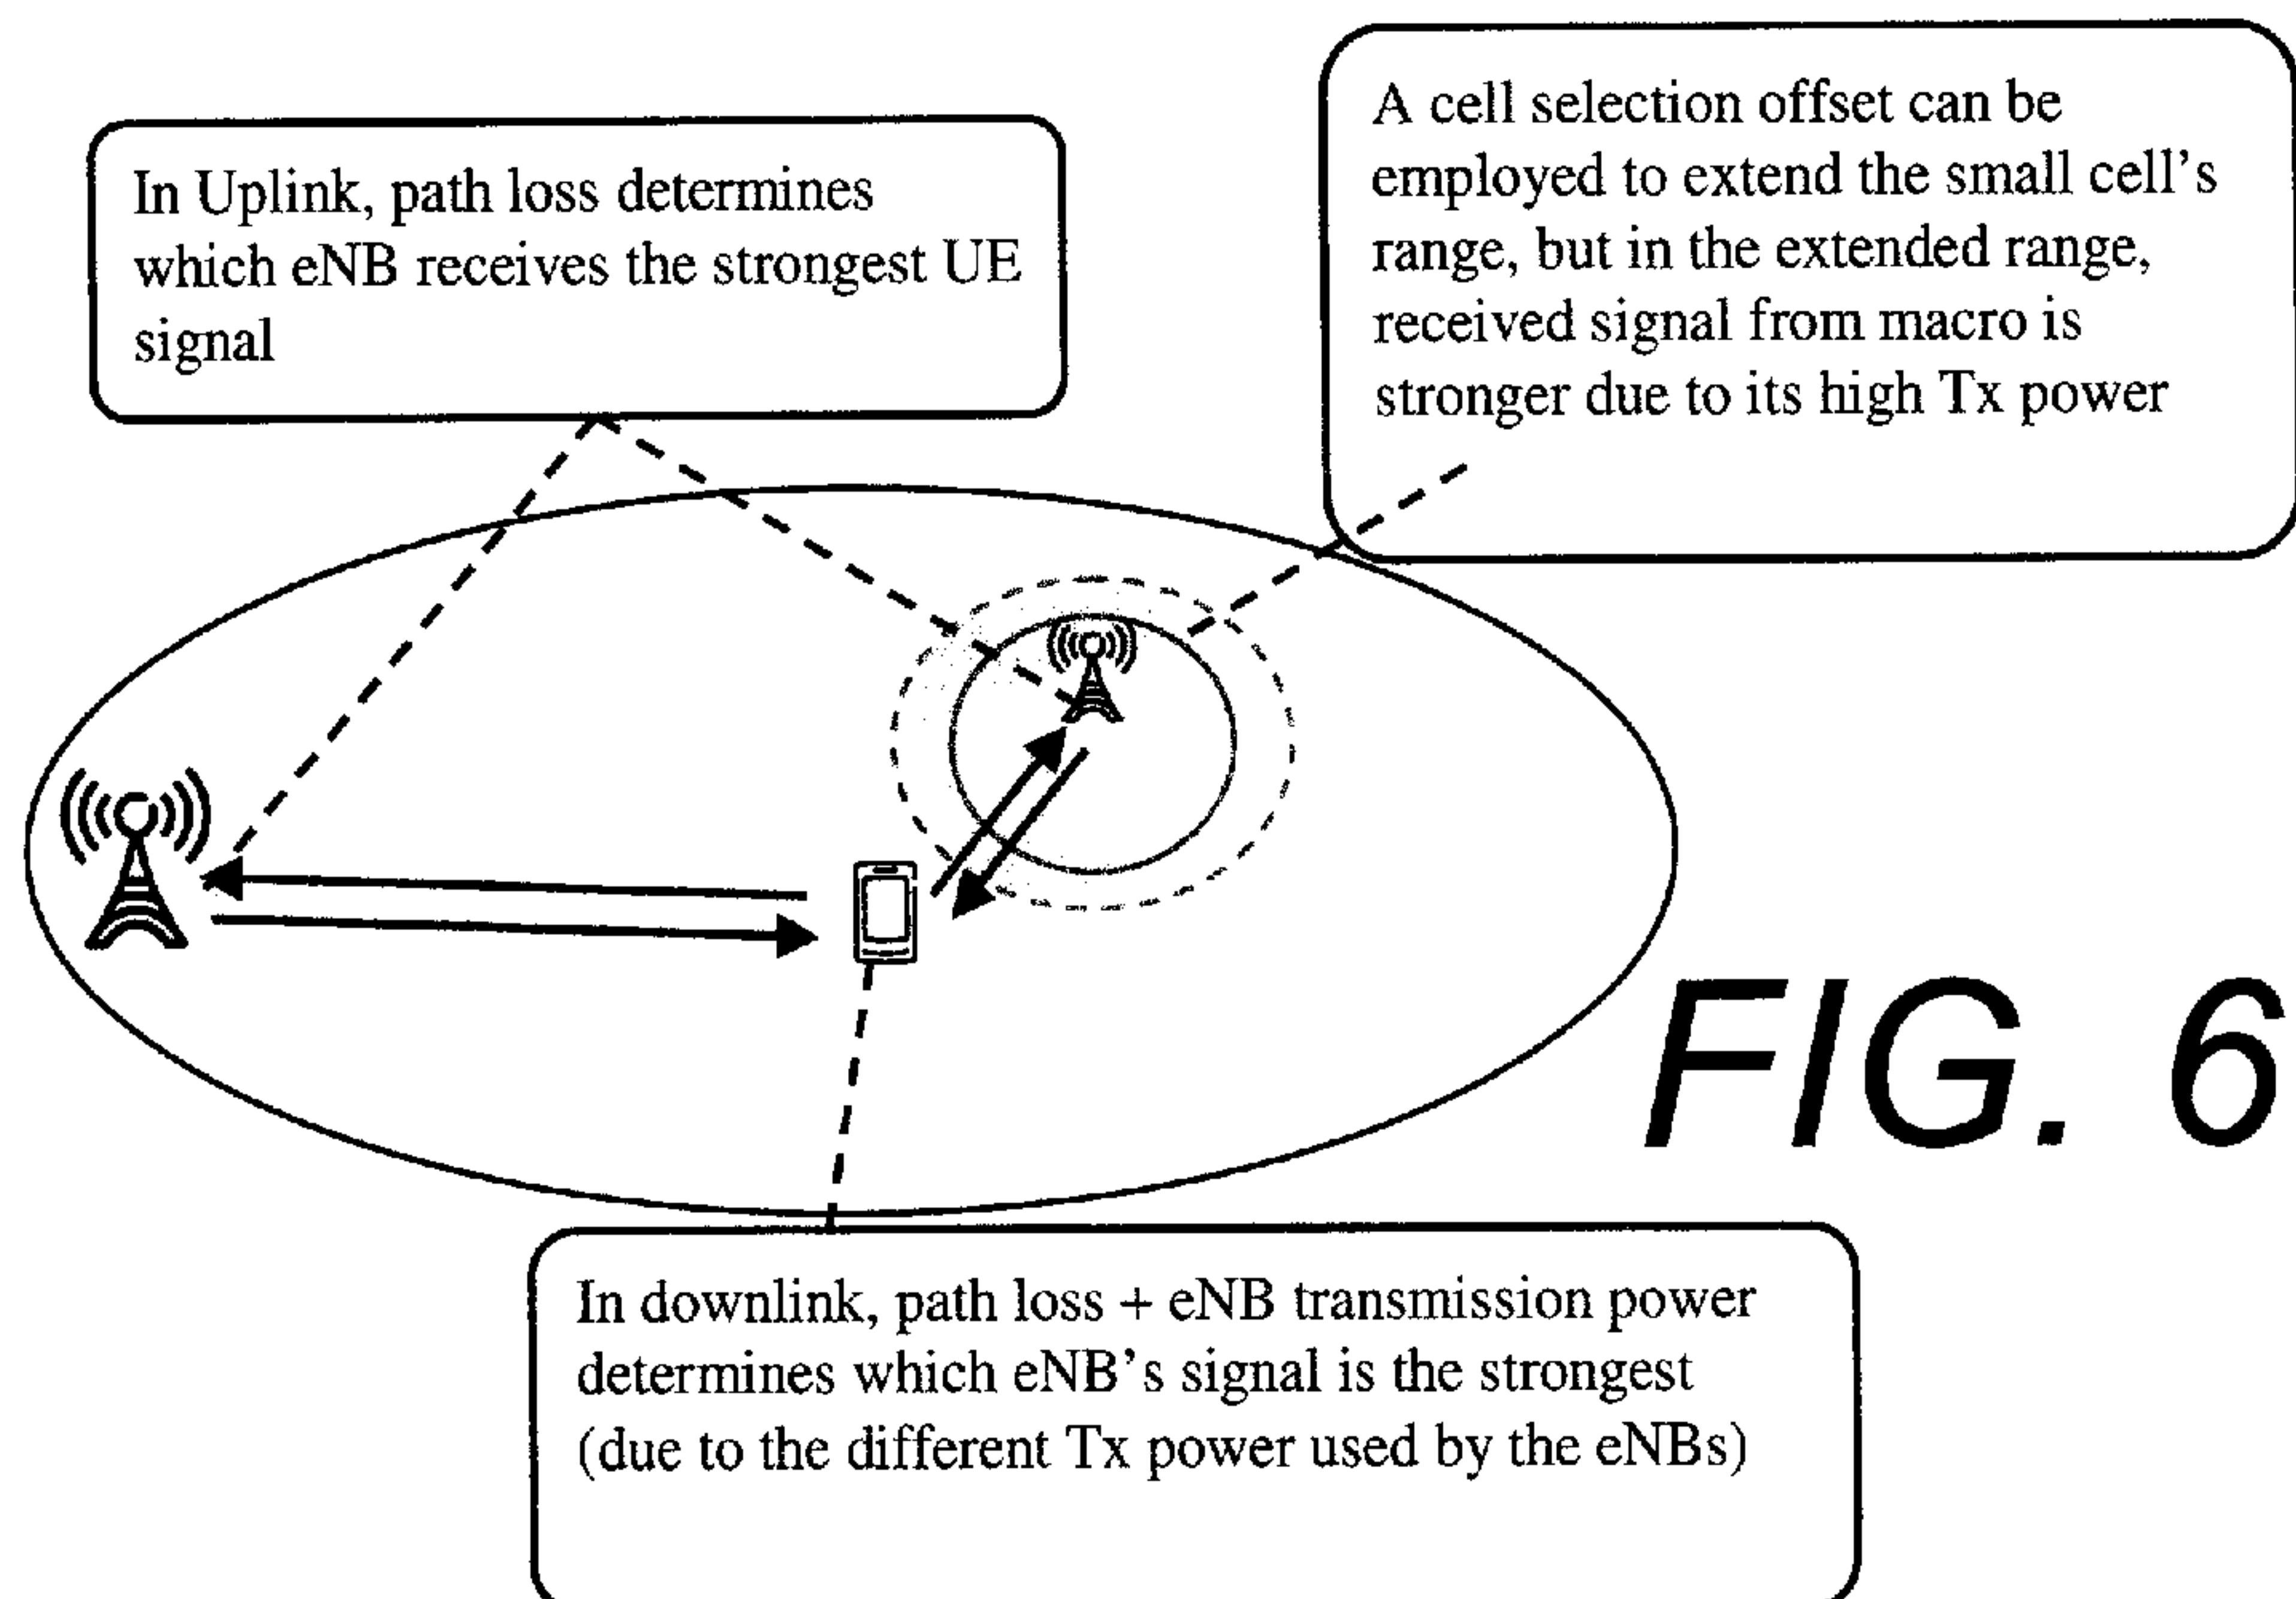 In Uplink, path loss determines
which eNB receives the strongest UE
signal
A cell selection offset can be
employed to extend the small cell's
range, but in the extended range,
received signal from macro is
stronger due to its high Tx power
In downlink, path loss + eNB transmission power
determines which eNB's signal is the strongest
(due to the different Tx power used by the eNBs)
FIG. 6